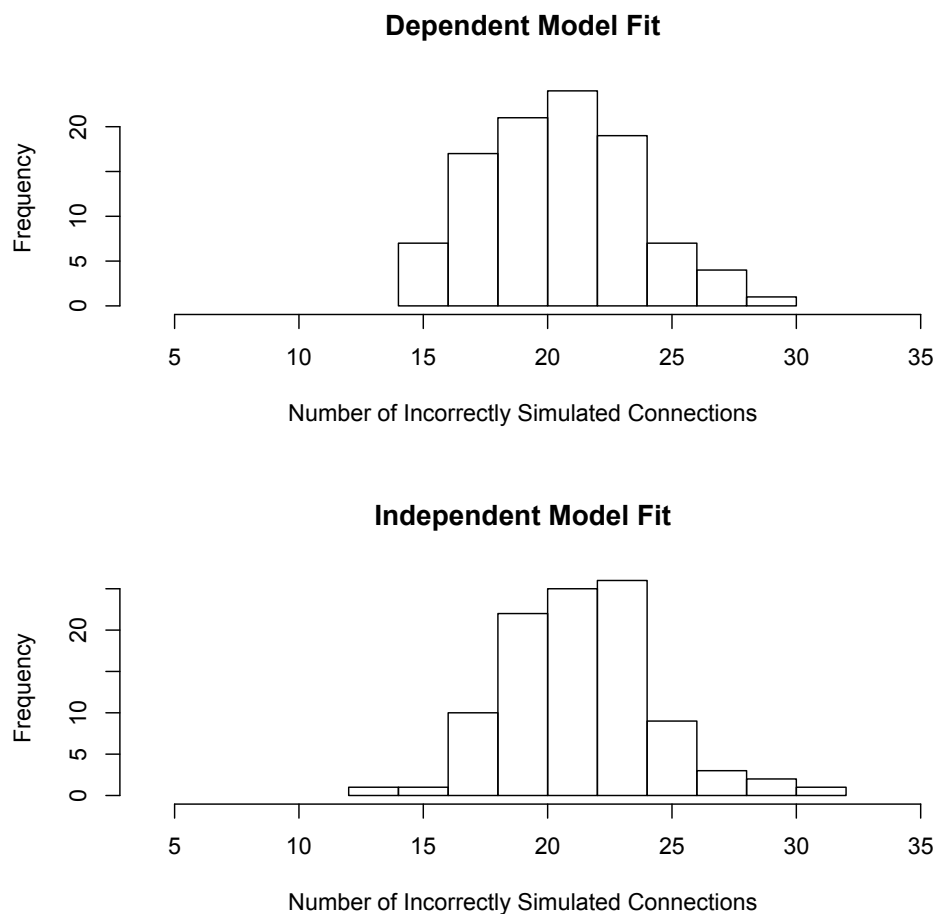 Dependent Model Fit
Frequency
0 5 10 20
5 10 15 20 25 30 35
Number of Incorrectly Simulated Connections
Independent Model Fit
Frequency
0 5 10 20
5 10 15 20 25 30 35
Number of Incorrectly Simulated Connections